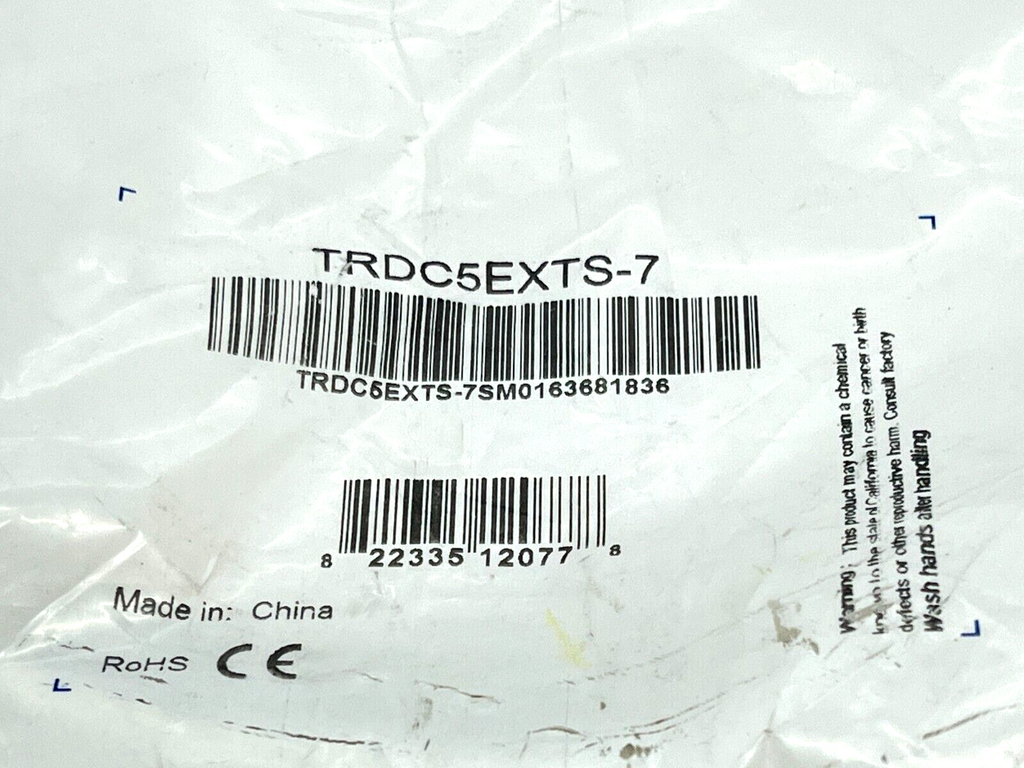 TRDC5EXTS-7
TRDC5EXTS-7SM0163681836
8 22335 12077 8
Made in: China
RoHS CE
Warning: This product may contain a chemical
known to the state of California to cause cancer or birth
defects or other reproductive harm. Consult factory
Wash hands after handling